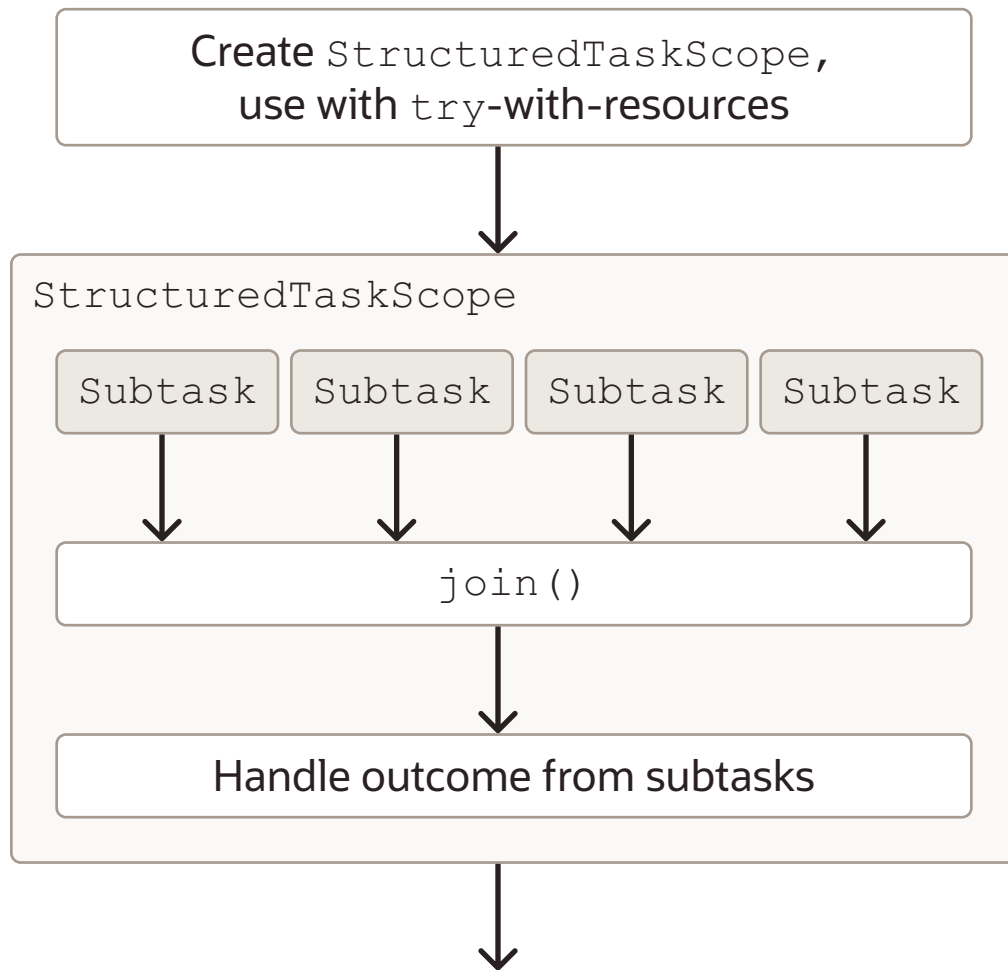 Create StructuredTaskScope,
use with try-with-resources
StructuredTaskScope
Subtask Subtask Subtask Subtask
join()
Handle outcome from subtasks